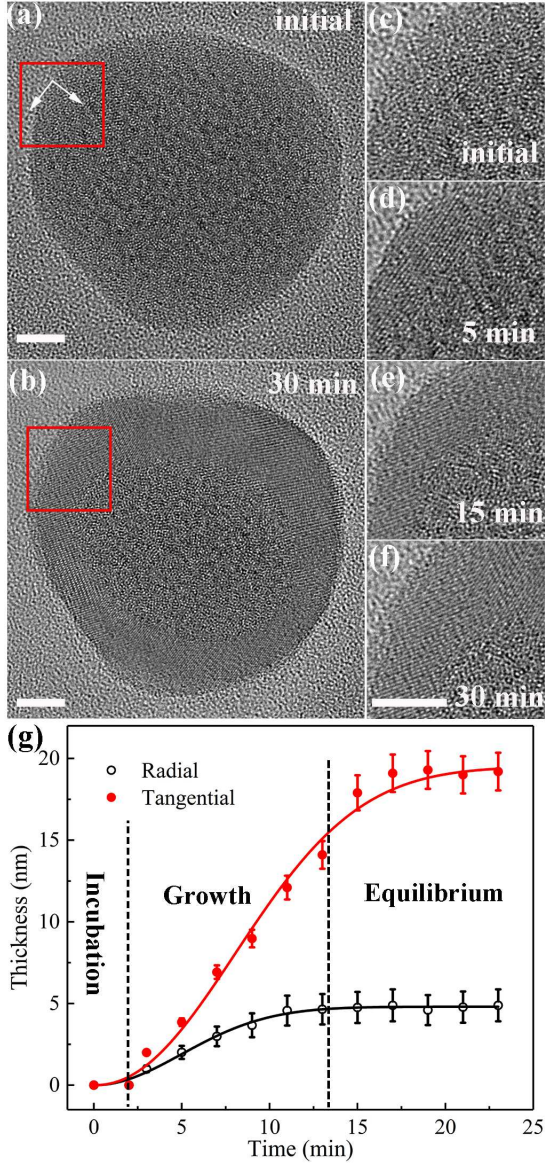 (a)
initial
(c)
initial
(d)
5 min
(b)
30 min
(e)
15 min
(f)
30 min
(g)
Radial
Tangential
Incubation
Growth
Equilibrium
Thickness (nm)
20
15
10
5
0
0
5
10
15
20
25
Time (min)